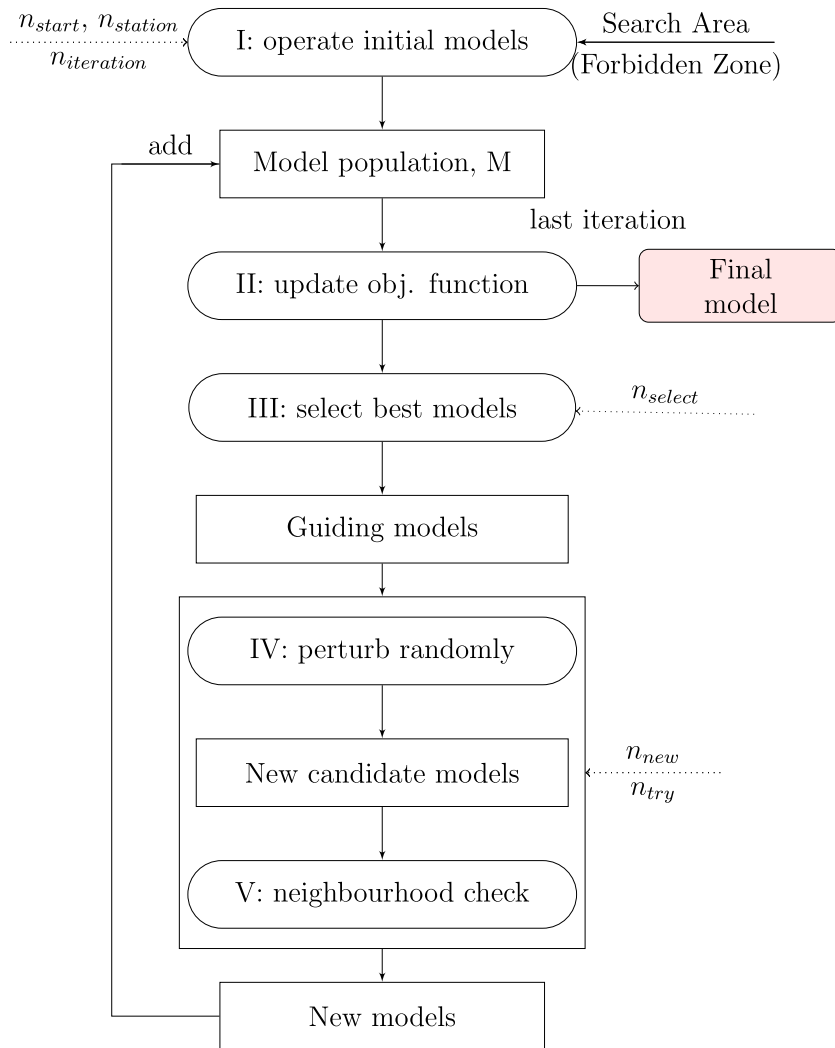 n_start, n_station
n_iteration
I: operate initial models
Search Area
(Forbidden Zone)
add
Model population, M
last iteration
II: update obj. function
Final
model
III: select best models
n_select
Guiding models
IV: perturb randomly
New candidate models
n_new
n_try
V: neighbourhood check
New models